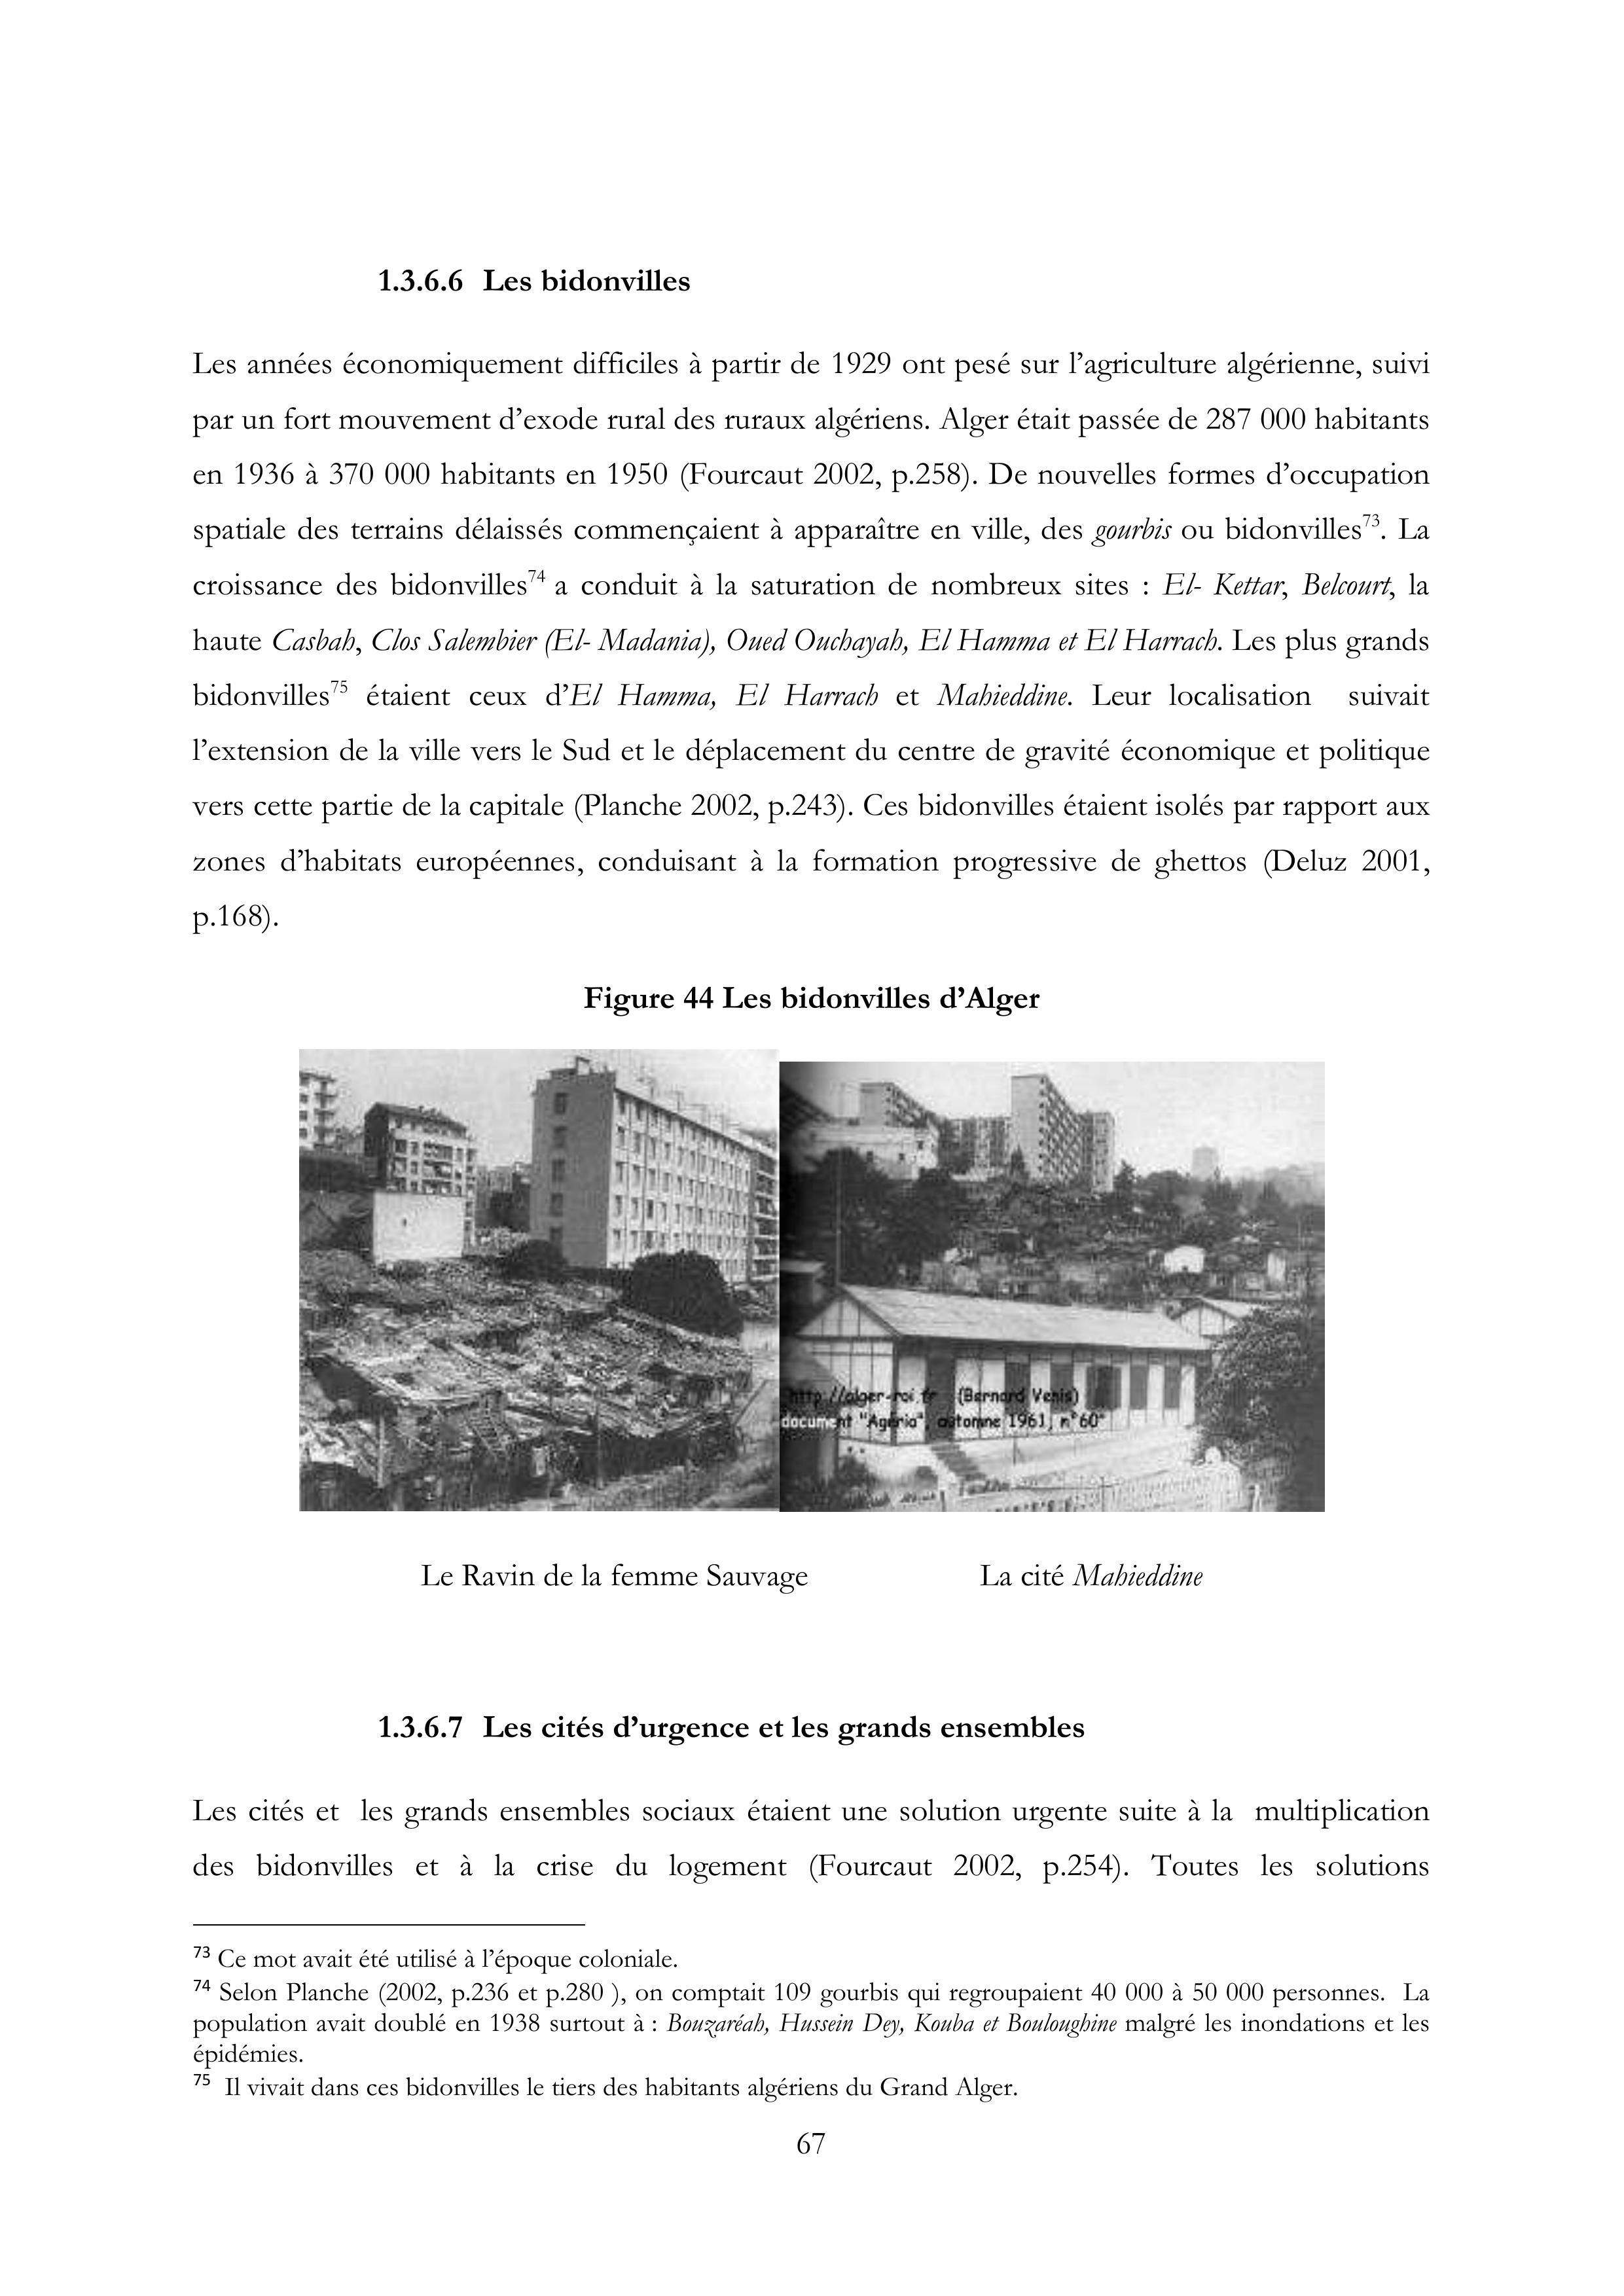 1.3.6.6 Les bidonvilles
Les années économiquement difficiles à partir de 1929 ont pesé sur l’agriculture algérienne, suivi
par un fort mouvement d’exode rural des ruraux algériens. Alger était passée de 287 000 habitants
en 1936 à 370 000 habitants en 1950 (Fourcaut 2002, p.258). De nouvelles formes d’occupation
spatiale des terrains délaissés commençaient à apparaître en ville, des gourbis ou bidonvilles73. La
croissance des bidonvilles74 a conduit à la saturation de nombreux sites : El- Kettar, Belcourt, la
haute Casbah, Clos Salembier (El- Madania), Oued Ouchayah, El Hamma et El Harrach. Les plus grands
bidonvilles75 étaient ceux d’El Hamma, El Harrach et Mahieddine. Leur localisation suivait
l’extension de la ville vers le Sud et le déplacement du centre de gravité économique et politique
vers cette partie de la capitale (Planche 2002, p.243). Ces bidonvilles étaient isolés par rapport aux
zones d’habitats européennes, conduisant à la formation progressive de ghettos (Deluz 2001,
p.168).
Figure 44 Les bidonvilles d’Alger
http://alger-roi.fr (Bernard Venis)
document "Agéria", automne 1961, n°60"
Le Ravin de la femme Sauvage La cité Mahieddine
1.3.6.7 Les cités d’urgence et les grands ensembles
Les cités et les grands ensembles sociaux étaient une solution urgente suite à la multiplication
des bidonvilles et à la crise du logement (Fourcaut 2002, p.254). Toutes les solutions
73 Ce mot avait été utilisé à l’époque coloniale.
74 Selon Planche (2002, p.236 et p.280 ), on comptait 109 gourbis qui regroupaient 40 000 à 50 000 personnes. La
population avait doublé en 1938 surtout à : Bouzaréah, Hussein Dey, Kouba et Bouloughine malgré les inondations et les
épidémies.
75 Il vivait dans ces bidonvilles le tiers des habitants algériens du Grand Alger.
67